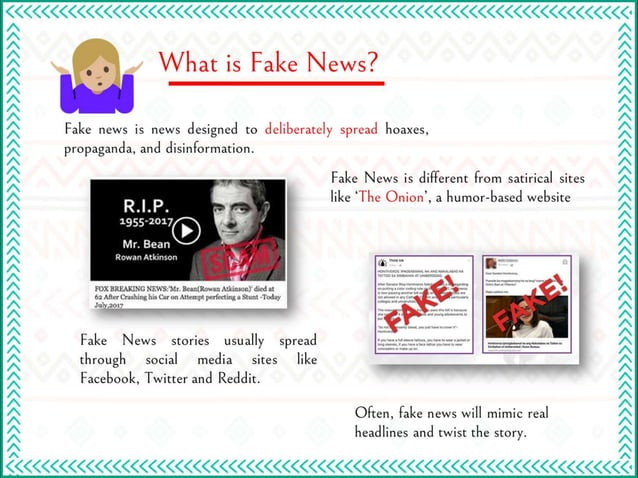 What is Fake News?
Fake news is news designed to deliberately spread hoaxes,
propaganda, and disinformation.
Fake News is different from satirical sites
like ‘The Onion’, a humor-based website
R.I.P.
1955-2017
Mr. Bean
Rowan Atkinson
SCAM
FOX BREAKING NEWS:'Mr. Bean(Rowan Atkinson)' died at
62 After Crashing his Car on Attempt perfecting a Stunt -Today
July,2017
FAKE!
FAKE!
Fake News stories usually spread
through social media sites like
Facebook, Twitter and Reddit.
Often, fake news will mimic real
headlines and twist the story.